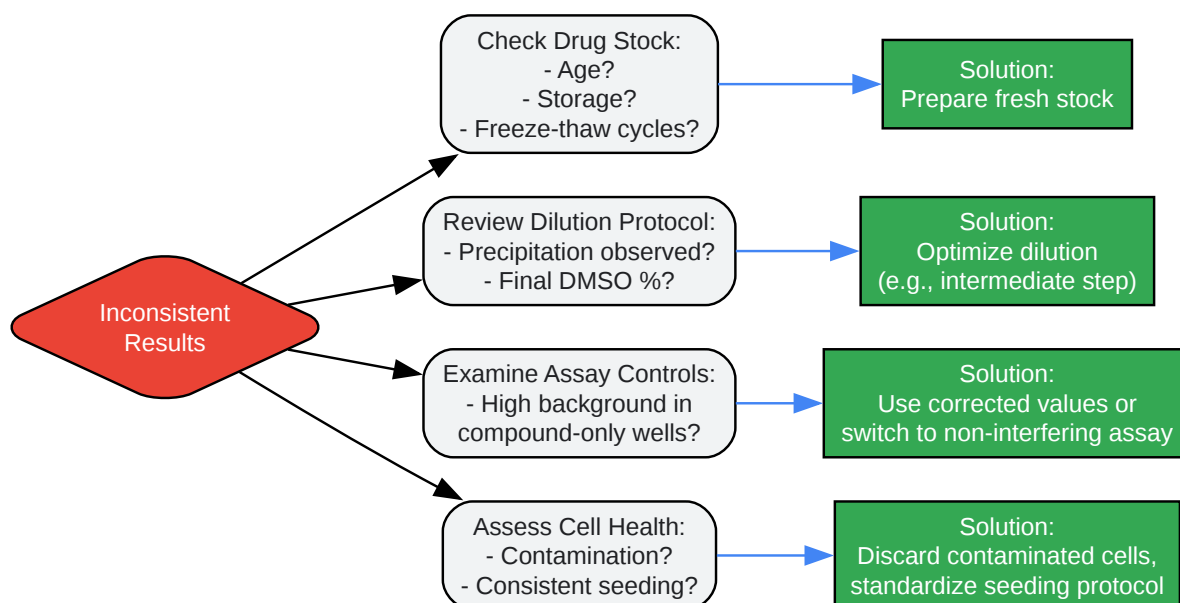 Check Drug Stock:
- Age?
- Storage?
- Freeze-thaw cycles?
Solution:
Prepare fresh stock
Review Dilution Protocol:
- Precipitation observed?
- Final DMSO %?
Solution:
Optimize dilution
(e.g., intermediate step)
Inconsistent
Results
Examine Assay Controls:
- High background in
compound-only wells?
Solution:
Use corrected values or
switch to non-interfering assay
Assess Cell Health:
- Contamination?
- Consistent seeding?
Solution:
Discard contaminated cells,
standardize seeding protocol